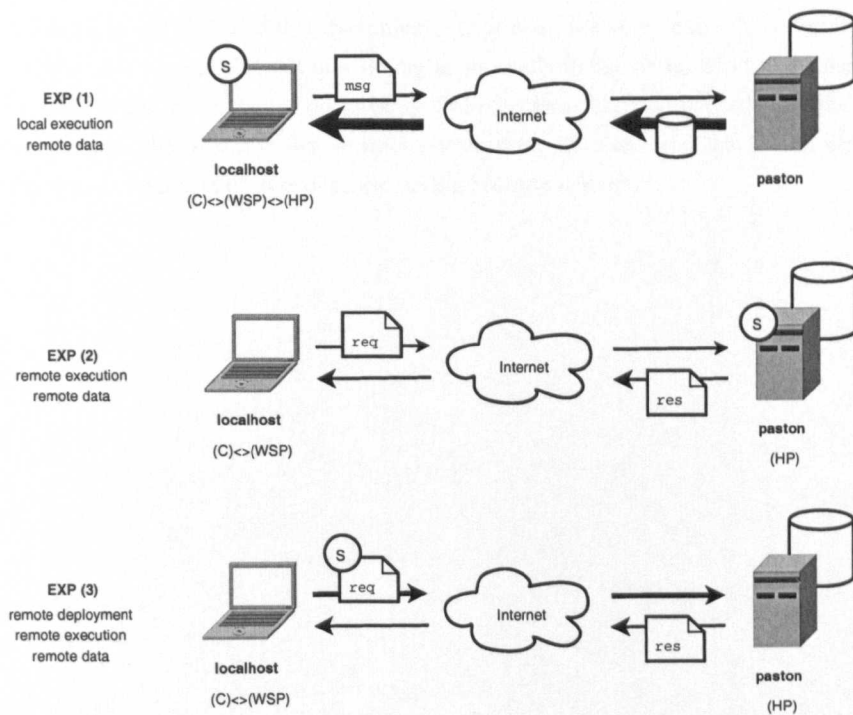 S
msg
EXP (1)
local execution
remote data
Internet
localhost
paston
(C)<>(WSP)<>(HP)
S
req
EXP (2)
remote execution
remote data
Internet
res
localhost
paston
(C)<>(WSP)
(HP)
S
req
EXP (3)
remote deployment
remote execution
remote data
Internet
res
localhost
paston
(C)<>(WSP)
(HP)